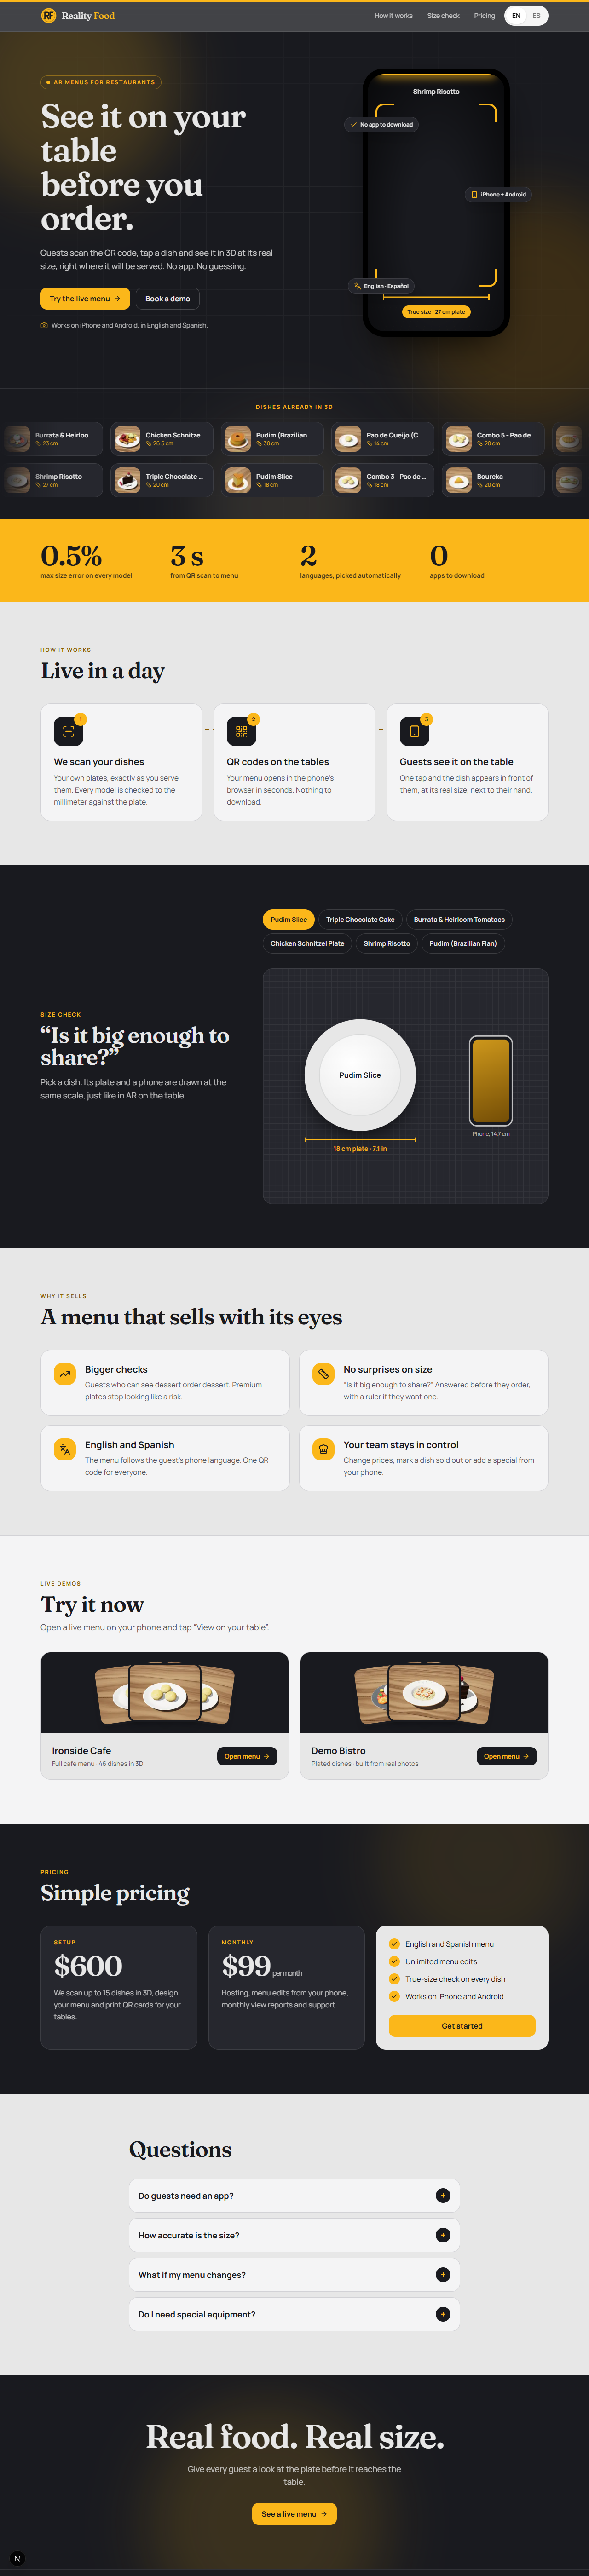 RF Reality Food
How it works
Size check
Pricing
EN
ES
AR MENUS FOR RESTAURANTS
See it on your
table
before you
order.
Guests scan the QR code, tap a dish and see it in 3D at its real
size, right where it will be served. No app. No guessing.
Try the live menu →
Book a demo
Works on iPhone and Android, in English and Spanish.
Shrimp Risotto
No app to download
iPhone + Android
English · Español
True size · 27 cm plate
DISHES ALREADY IN 3D
Burrata & Heirloo...
23 cm
Chicken Schnitze...
26.5 cm
Pudim (Brazilian ...
30 cm
Pao de Queijo (C...
14 cm
Combo 5 - Pao de ...
20 cm
Shrimp Risotto
27 cm
Triple Chocolate ...
20 cm
Pudim Slice
18 cm
Combo 3 - Pao de ...
18 cm
Boureka
20 cm
0.5%
max size error on every model
3 s
from QR scan to menu
2
languages, picked automatically
0
apps to download
HOW IT WORKS
Live in a day
1
We scan your dishes
Your own plates, exactly as you serve
them. Every model is checked to the
millimeter against the plate.
2
QR codes on the tables
Your menu opens in the phone's
browser in seconds. Nothing to
download.
3
Guests see it on the table
One tap and the dish appears in front of
them, at its real size, next to their hand.
Pudim Slice
Triple Chocolate Cake
Burrata & Heirloom Tomatoes
Chicken Schnitzel Plate
Shrimp Risotto
Pudim (Brazilian Flan)
SIZE CHECK
“Is it big enough to
share?”
Pick a dish. Its plate and a phone are drawn at the
same scale, just like in AR on the table.
Pudim Slice
18 cm plate · 7.1 in
Phone, 14.7 cm
WHY IT SELLS
A menu that sells with its eyes
Bigger checks
Guests who can see dessert order dessert. Premium
plates stop looking like a risk.
No surprises on size
“Is it big enough to share?” Answered before they order,
with a ruler if they want one.
English and Spanish
The menu follows the guest's phone language. One QR
code for everyone.
Your team stays in control
Change prices, mark a dish sold out or add a special from
your phone.
LIVE DEMOS
Try it now
Open a live menu on your phone and tap “View on your table”.
Ironside Cafe
Full café menu · 46 dishes in 3D
Open menu →
Demo Bistro
Plated dishes · built from real photos
Open menu →
PRICING
Simple pricing
SETUP
$600
We scan up to 15 dishes in 3D, design
your menu and print QR cards for your
tables.
MONTHLY
$99 per month
Hosting, menu edits from your phone,
monthly view reports and support.
English and Spanish menu
Unlimited menu edits
True-size check on every dish
Works on iPhone and Android
Get started
Questions
Do guests need an app?
How accurate is the size?
What if my menu changes?
Do I need special equipment?
Real food. Real size.
Give every guest a look at the plate before it reaches the
table.
See a live menu →
N